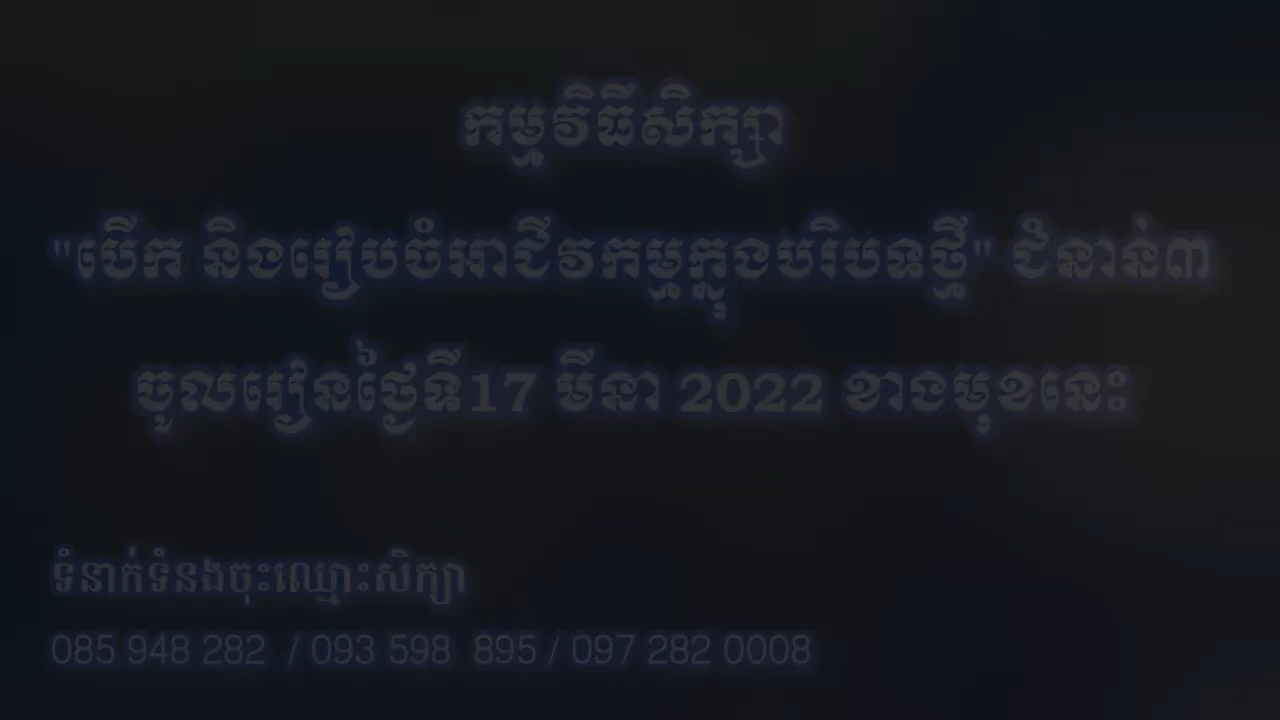 កម្មវិធីសិក្សា
"បើក និងរៀបចំអាជីវកម្មក្នុងបរិបទថ្មី" ជំនាន់៣
ចូលរៀនថ្ងៃទី17 មីនា 2022 ខាងមុខនេះ
ទំនាក់ទំនងចុះឈ្មោះសិក្សា
085 948 282 / 093 598 895 / 097 282 0008